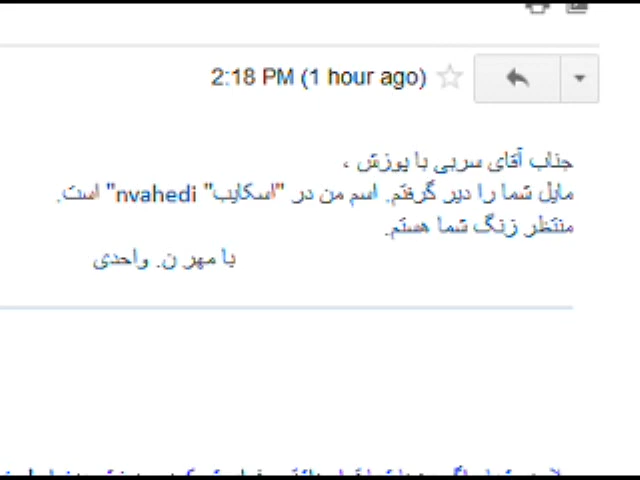 2:18 PM (1 hour ago)
جناب آقای سربی با پوزش ،
مایل شما را دیر گرفتم. اسم من در "اسکایپ" nvahedi" است.
منتظر زنگ شما هستم.
با مهر ن. واحدی